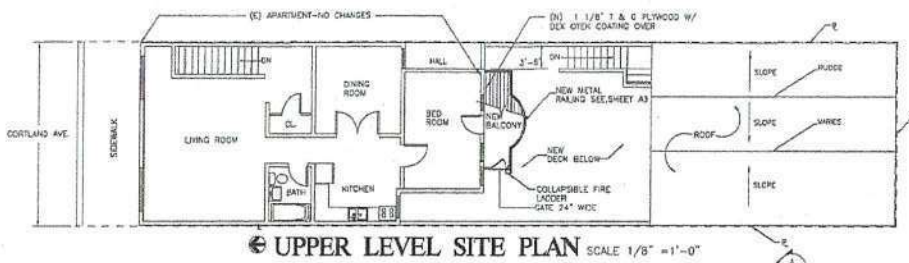 (E) APARTMENT-NO CHANGES
(N) 1 1/8" T & G PLYWOOD W/
DEX OTEK COATING OVER
DN
DINING
ROOM
HALL
3'-6"
DN
SLOPE
NEW METAL
RAILING SEE,SHEET A3
BED
ROOM
NEW
BALCONY
CORTLAND AVE.
SIDEWALK
LIVING ROOM
CL.
ROOF
SLOPE
VARIES
NEW
DECK BELOW
BATH
KITCHEN
COLLAPSIBLE FIRE
LADDER
GATE 24" WIDE
SLOPE
UPPER LEVEL SITE PLAN SCALE 1/8" =1'-0"